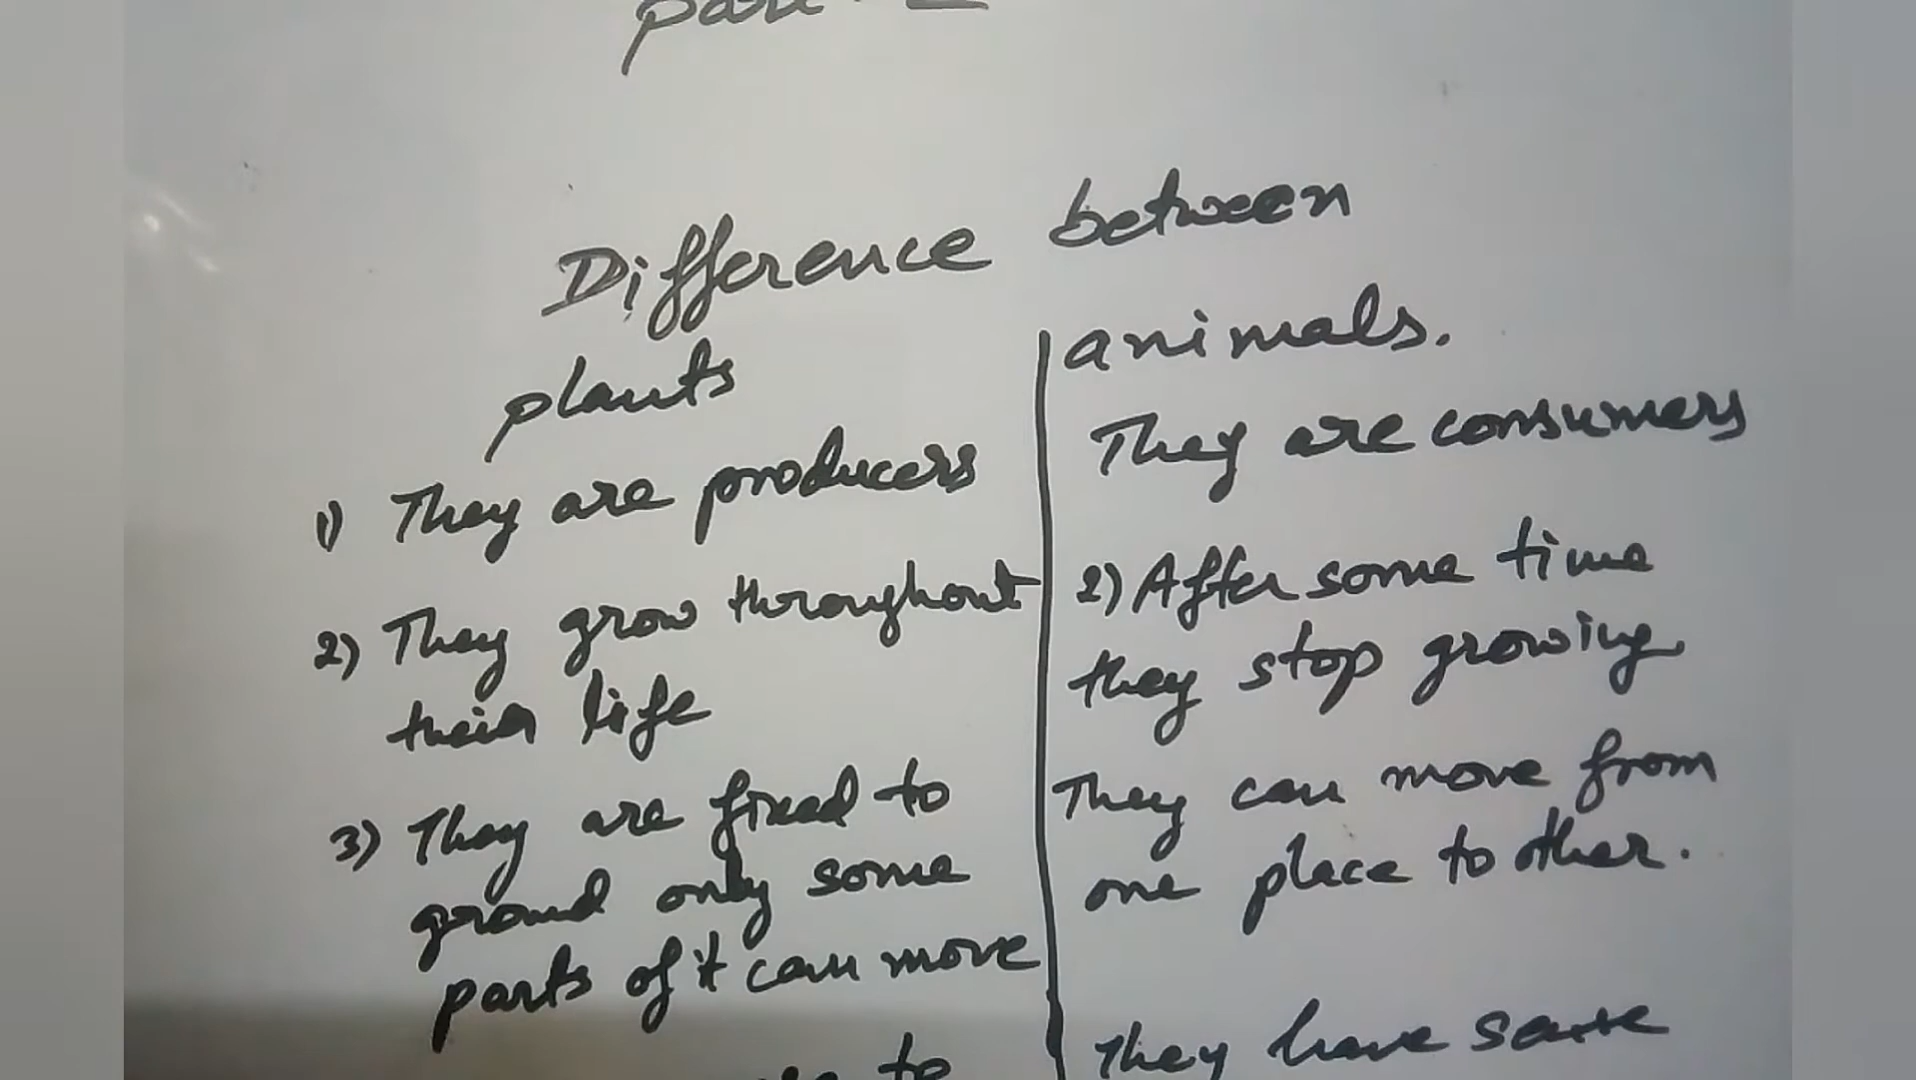 Difference between
plants
animals.
1) They are producers
They are consumers
2) They grow throughout
their life
2) After some time
they stop growing
3) They are fixed to
ground only some
parts of it can move
They can move from
one place to other.
to
They have sense